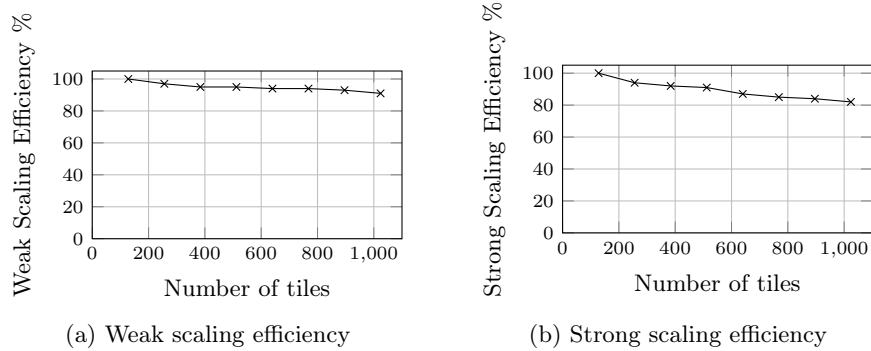 Weak Scaling Efficiency %
100
80
60
40
20
0
0 200 400 600 800 1,000
Number of tiles
(a) Weak scaling efficiency
Strong Scaling Efficiency %
100
80
60
40
20
0
0 200 400 600 800 1,000
Number of tiles
(b) Strong scaling efficiency